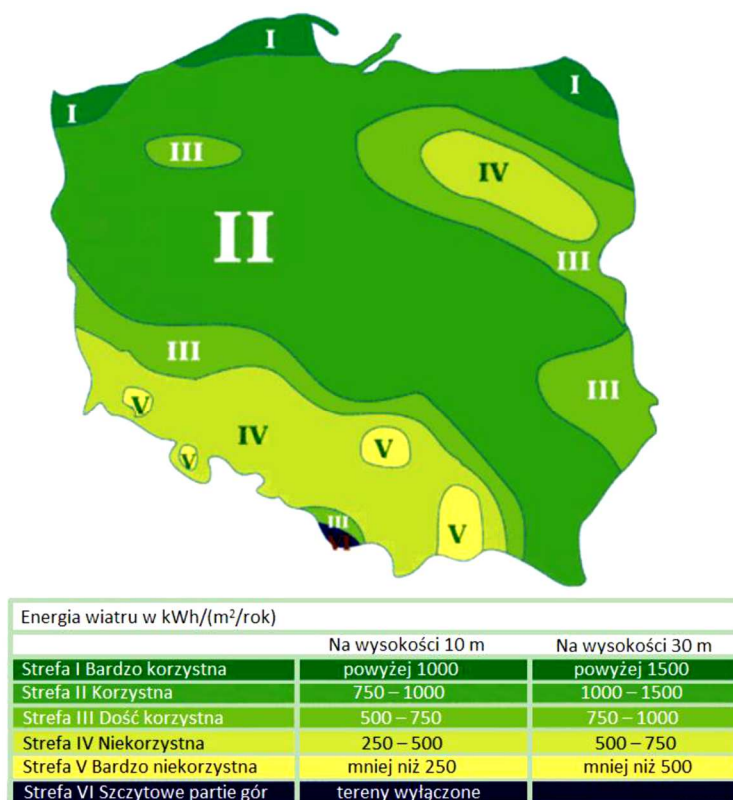 I
I
I
III
IV
II
III
III
III
V
IV
V
V
III
V
VI
Energia wiatru w kWh/(m²/rok)
Na wysokości 10 m Na wysokości 30 m
Strefa I Bardzo korzystna powyżej 1000 powyżej 1500
Strefa II Korzystna 750 – 1000 1000 – 1500
Strefa III Dość korzystna 500 – 750 750 – 1000
Strefa IV Niekorzystna 250 – 500 500 – 750
Strefa V Bardzo niekorzystna mniej niż 250 mniej niż 500
Strefa VI Szczytowe partie gór tereny wyłączone